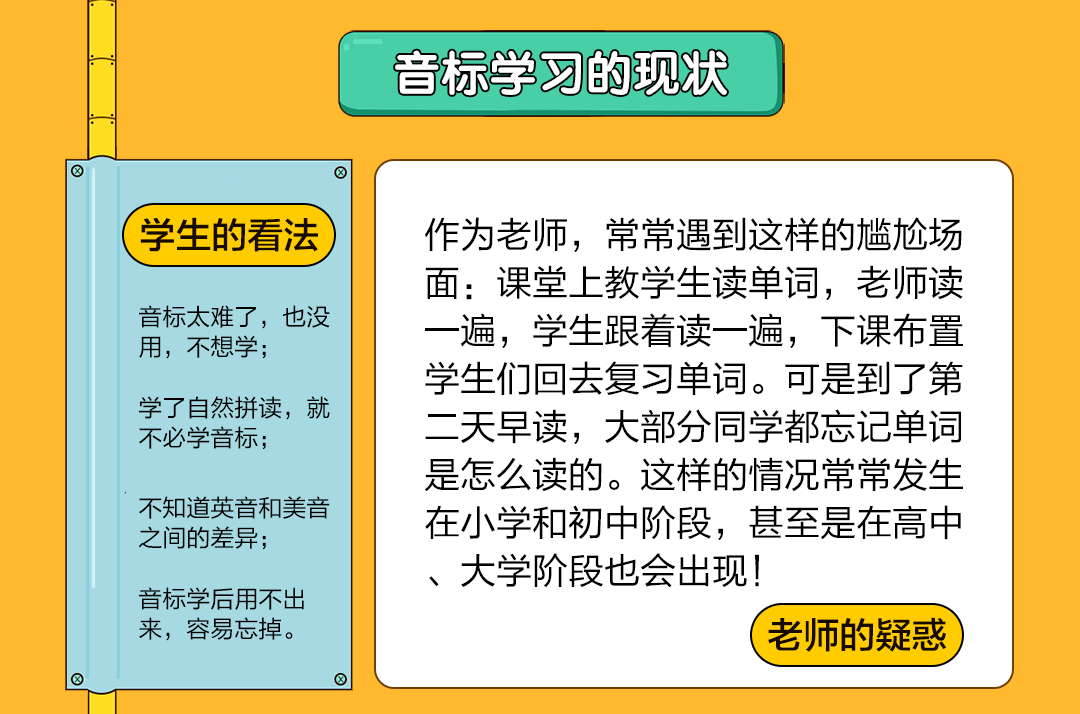 音标学习的现状
学生的看法
音标太难了，也没
用，不想学；
学了自然拼读，就
不必学音标；
不知道英音和美音
之间的差异；
音标学后用不出
来，容易忘掉。
作为老师，常常遇到这样的尴尬场
面：课堂上教学生读单词，老师读
一遍，学生跟着读一遍，下课布置
学生们回去复习单词。可是到了第
二天早读，大部分同学都忘记单词
是怎么读的。这样的情况常常发生
在小学和初中阶段，甚至是在高中
、大学阶段也会出现！
老师的疑惑